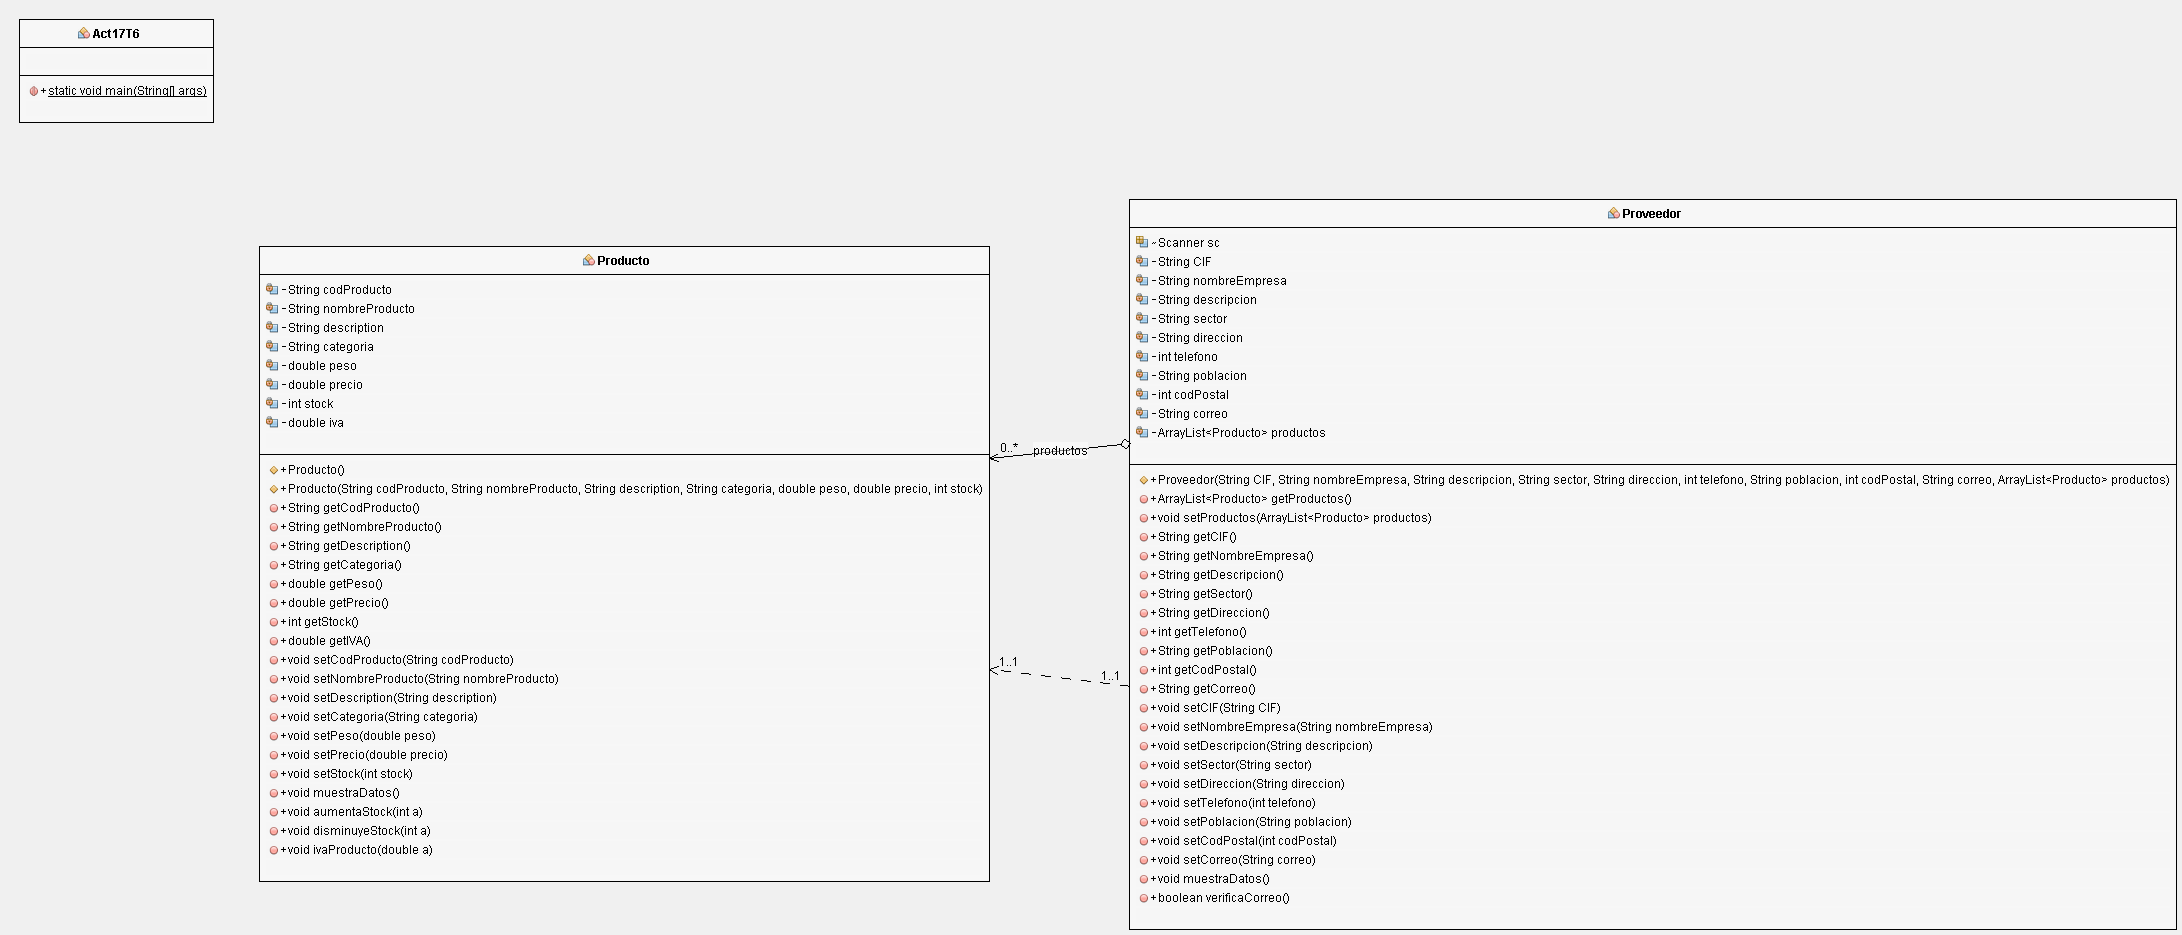 Act17T6
+static void main(String[] args)
Producto
-String codProducto
-String nombreProducto
-String description
-String categoria
-double peso
-double precio
-int stock
-double iva
+Producto()
+Producto(String codProducto, String nombreProducto, String description, String categoria, double peso, double precio, int stock)
+String getCodProducto()
+String getNombreProducto()
+String getDescription()
+String getCategoria()
+double getPeso()
+double getPrecio()
+int getStock()
+double getIVA()
+void setCodProducto(String codProducto)
+void setNombreProducto(String nombreProducto)
+void setDescription(String description)
+void setCategoria(String categoria)
+void setPeso(double peso)
+void setPrecio(double precio)
+void setStock(int stock)
+void muestraDatos()
+void aumentaStock(int a)
+void disminuyeStock(int a)
+void ivaProducto(double a)
0..*
productos
1..1
1..1
Proveedor
~Scanner sc
-String CIF
-String nombreEmpresa
-String descripcion
-String sector
-String direccion
-int telefono
-String poblacion
-int codPostal
-String correo
-ArrayList<Producto> productos
+Proveedor(String CIF, String nombreEmpresa, String descripcion, String sector, String direccion, int telefono, String poblacion, int codPostal, String correo, ArrayList<Producto> productos)
+ArrayList<Producto> getProductos()
+void setProductos(ArrayList<Producto> productos)
+String getCIF()
+String getNombreEmpresa()
+String getDescripcion()
+String getSector()
+String getDireccion()
+int getTelefono()
+String getPoblacion()
+int getCodPostal()
+String getCorreo()
+void setCIF(String CIF)
+void setNombreEmpresa(String nombreEmpresa)
+void setDescripcion(String descripcion)
+void setSector(String sector)
+void setDireccion(String direccion)
+void setTelefono(int telefono)
+void setPoblacion(String poblacion)
+void setCodPostal(int codPostal)
+void setCorreo(String correo)
+void muestraDatos()
+boolean verificaCorreo()